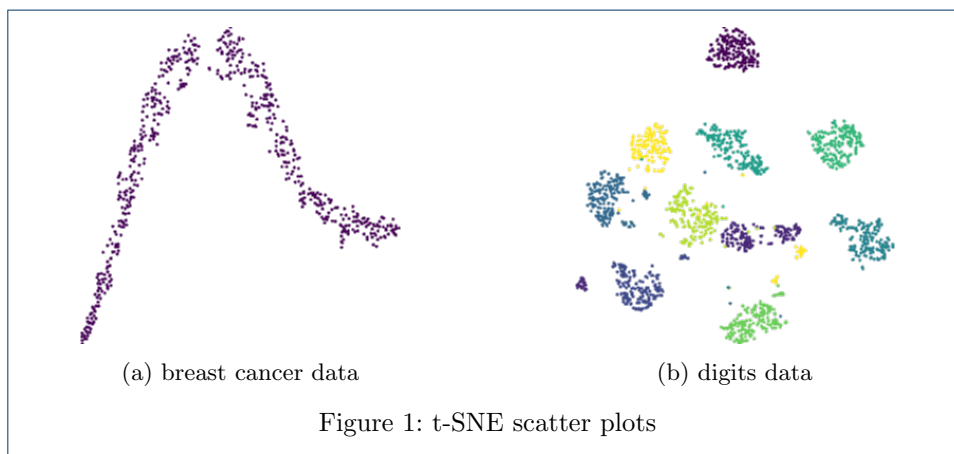 (a) breast cancer data
(b) digits data
Figure 1: t-SNE scatter plots